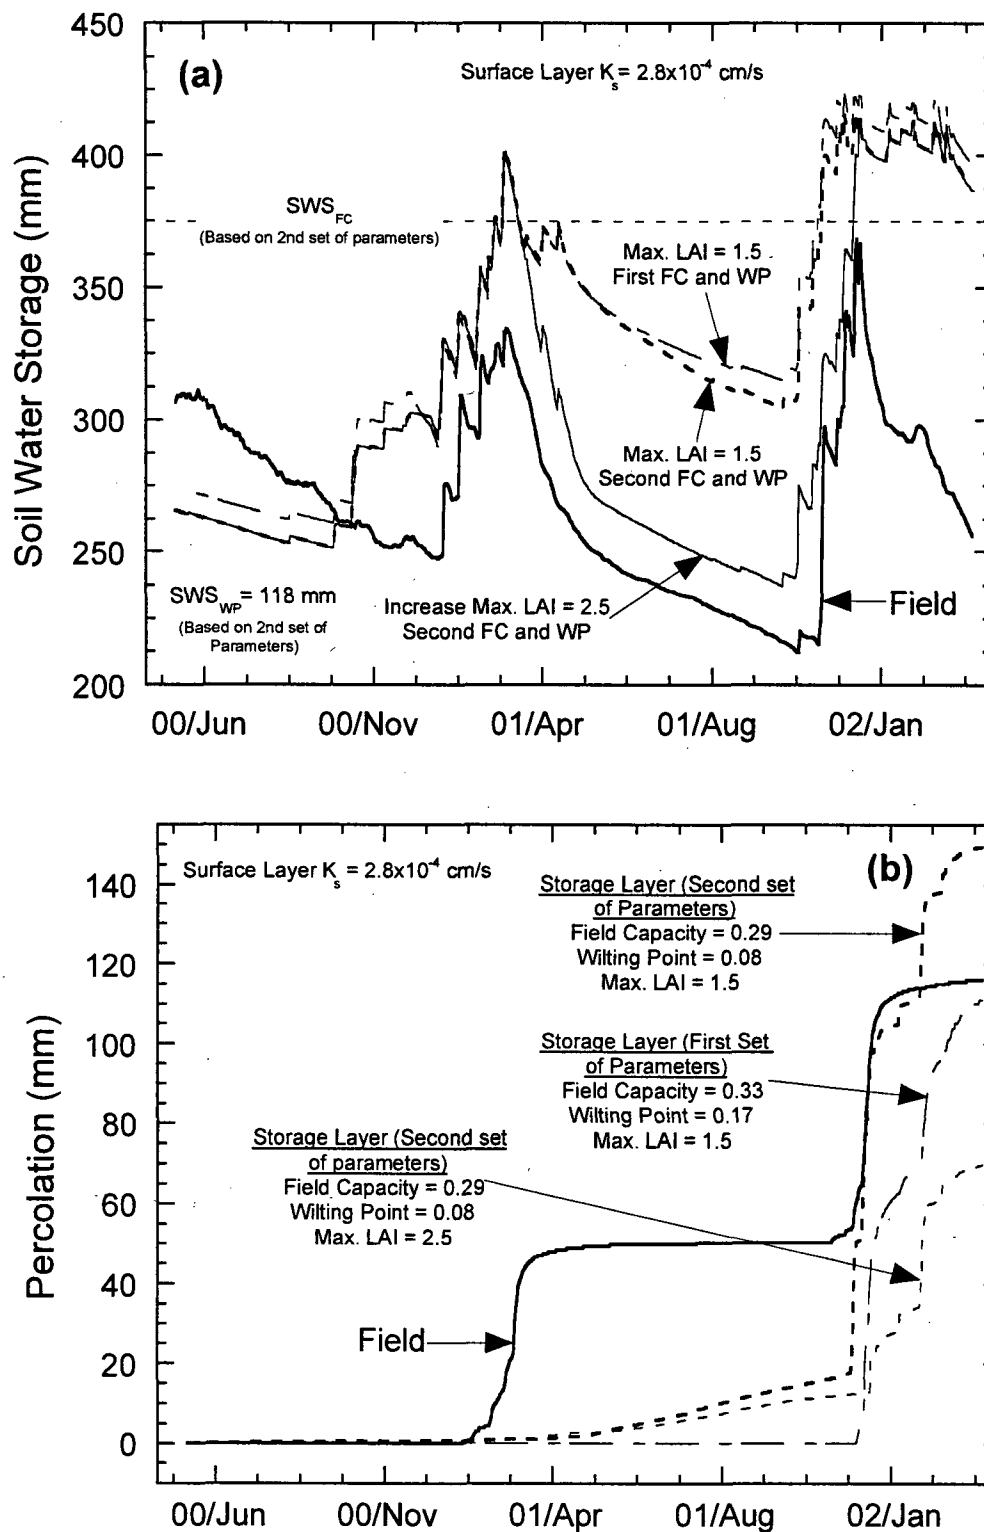 450
(a)
Surface Layer Ks = 2.8x10-4 cm/s
400
SWSFC
(Based on 2nd set of parameters)
Max. LAI = 1.5
First FC and WP
350
Soil Water Storage (mm)
300
Max. LAI = 1.5
Second FC and WP
250
SWSWP = 118 mm
(Based on 2nd set of
Parameters)
Increase Max. LAI = 2.5
Second FC and WP
Field
200
00/Jun 00/Nov 01/Apr 01/Aug 02/Jan
Surface Layer Ks = 2.8x10-4 cm/s
(b)
140
Storage Layer (Second set
of Parameters)
Field Capacity = 0.29
Wilting Point = 0.08
Max. LAI = 1.5
120
100
Storage Layer (First Set
of Parameters)
Field Capacity = 0.33
Wilting Point = 0.17
Max. LAI = 1.5
80
Percolation (mm)
Storage Layer (Second set
of parameters)
Field Capacity = 0.29
Wilting Point = 0.08
Max. LAI = 2.5
60
40
Field
20
0
00/Jun 00/Nov 01/Apr 01/Aug 02/Jan